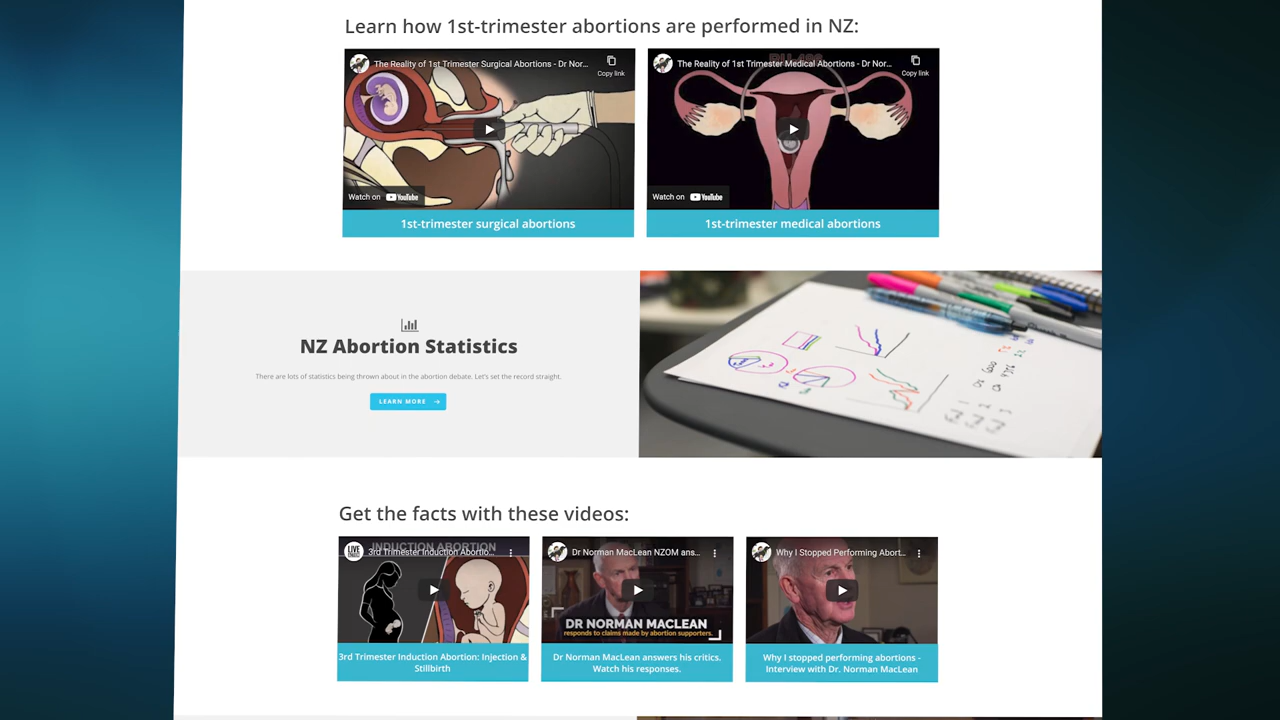 Learn how 1st-trimester abortions are performed in NZ:
The Reality of 1st Trimester Surgical Abortions - Dr Nor...
Copy link
Watch on YouTube
1st-trimester surgical abortions
The Reality of 1st Trimester Medical Abortions - Dr Nor...
Copy link
Watch on YouTube
1st-trimester medical abortions
NZ Abortion Statistics
There are lots of statistics being thrown about in the abortion debate. Let's set the record straight.
LEARN MORE →
Get the facts with these videos:
INDUCTION ABORTION
LIVE
3rd Trimester Induction Abortio...
3rd Trimester Induction Abortion: Injection &
Stillbirth
Dr Norman MacLean NZOM ans...
DR NORMAN MACLEAN
responds to claims made by abortion supporters.
Dr Norman MacLean answers his critics.
Watch his responses.
Why I Stopped Performing Abort...
Why I stopped performing abortions -
Interview with Dr. Norman MacLean